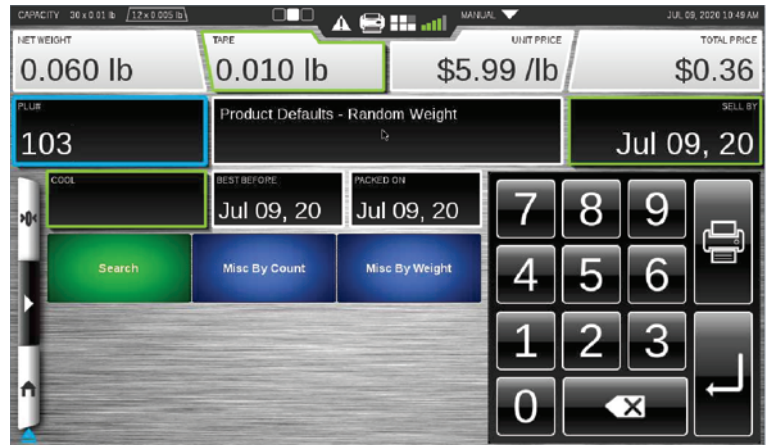 CAPACITY 30 x 0.01 lb 12 x 0.005 lb MANUAL JUL 09, 2020 10:49 AM
NET WEIGHT TARE UNIT PRICE TOTAL PRICE
0.060 lb 0.010 lb $5.99 /lb $0.36
PLU# Product Defaults - Random Weight SELL BY
103 Jul 09, 20
COOL BEST BEFORE PACKED ON
Jul 09, 20 Jul 09, 20
7 8 9
>0<
Search Misc By Count Misc By Weight
4 5 6
1 2 3
0